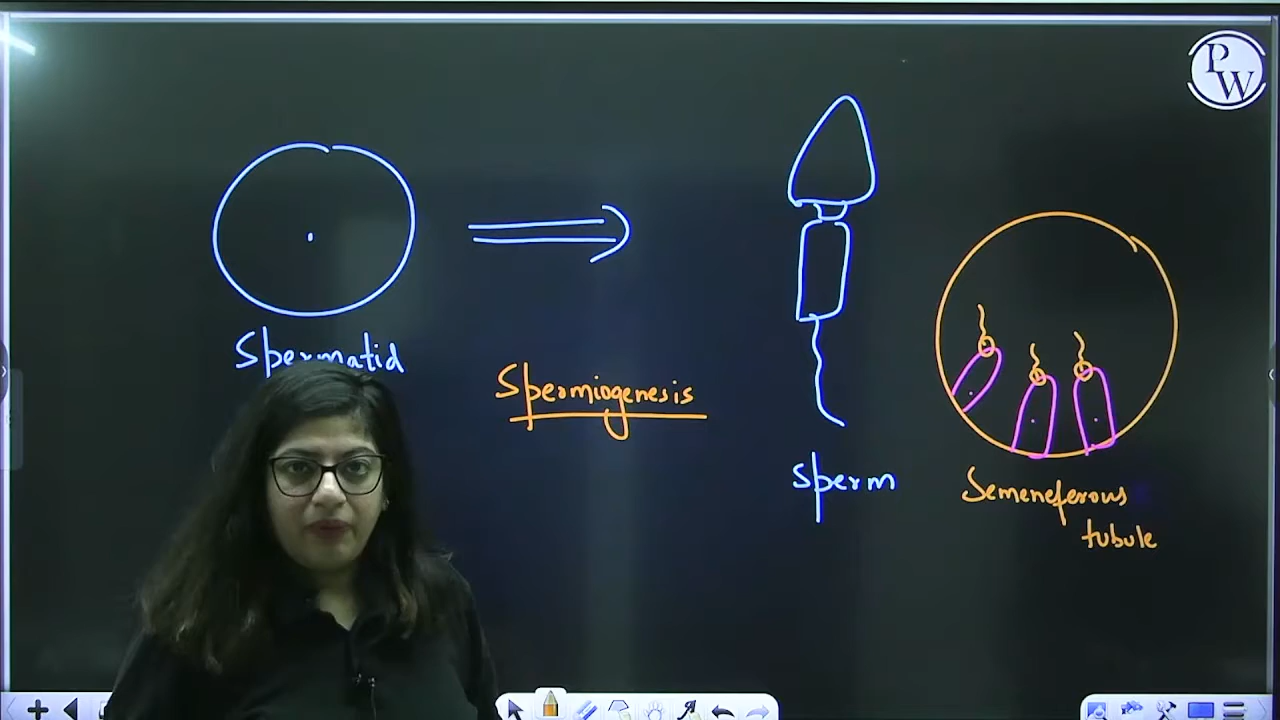 PW
Spermatid
Spermiogenesis
Sperm
Semeneferous
tubule